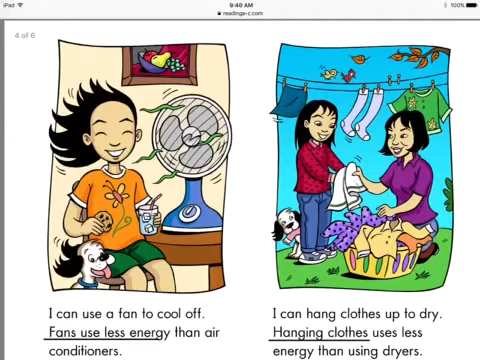 iPad
9:40 AM
100%
readinga-z.com
4 of 6
I can use a fan to cool off.
Fans use less energy than air
conditioners.
I can hang clothes up to dry.
Hanging clothes uses less
energy than using dryers.